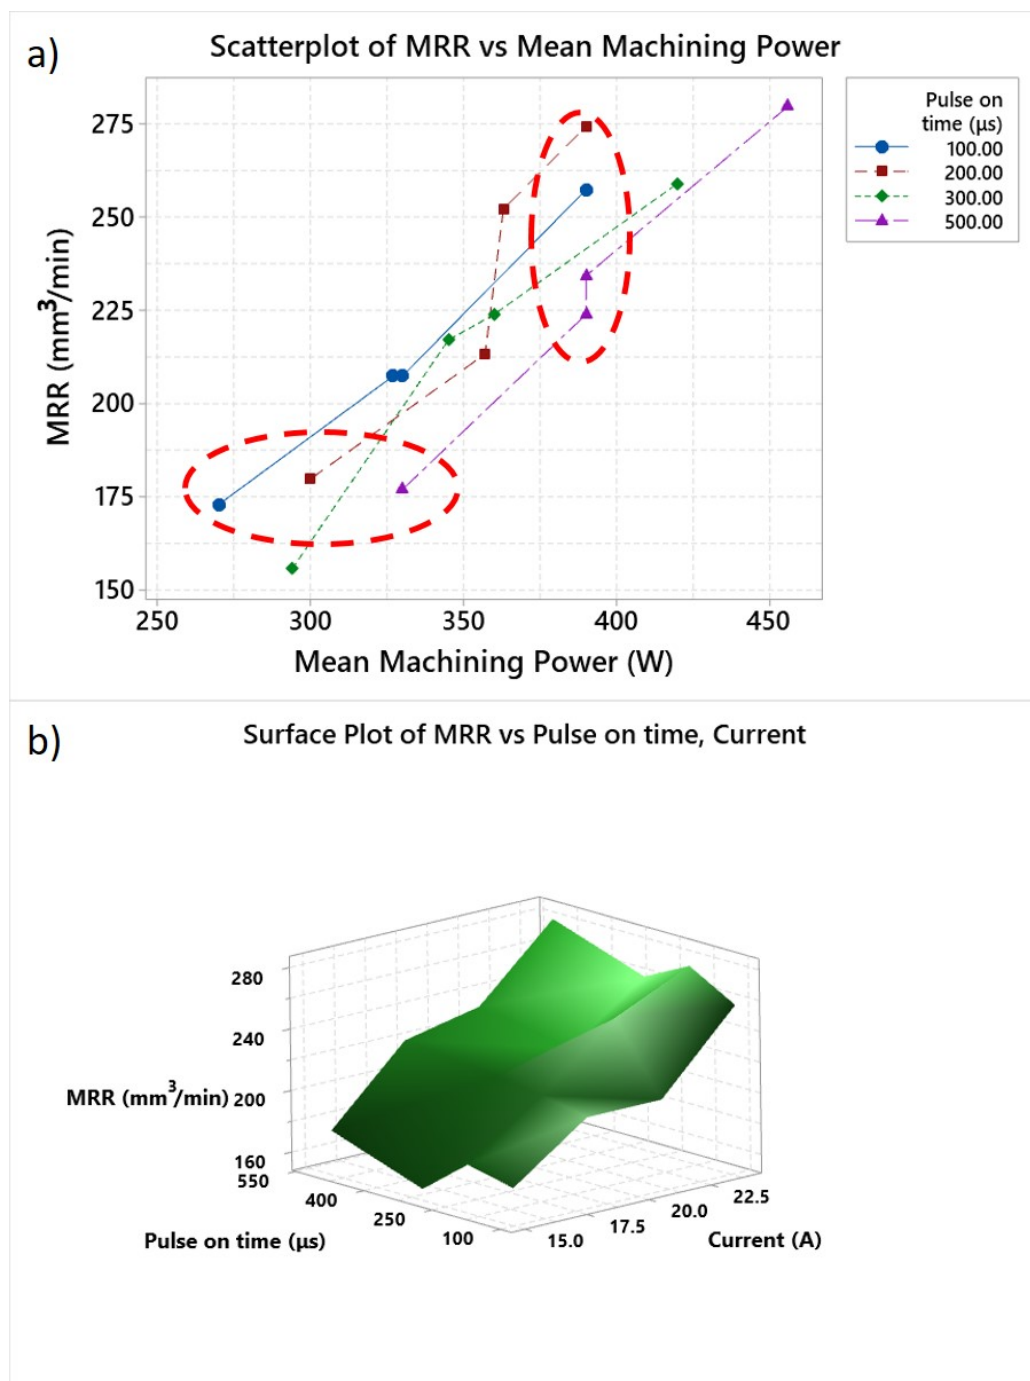 a)
Scatterplot of MRR vs Mean Machining Power
MRR (mm³/min)
275
250
225
200
175
150
250 300 350 400 450
Mean Machining Power (W)
Pulse on
time (µs)
100.00
200.00
300.00
500.00
b)
Surface Plot of MRR vs Pulse on time, Current
280
240
MRR (mm³/min) 200
160
550
400
250
100
Pulse on time (µs)
15.0
17.5
20.0
22.5
Current (A)